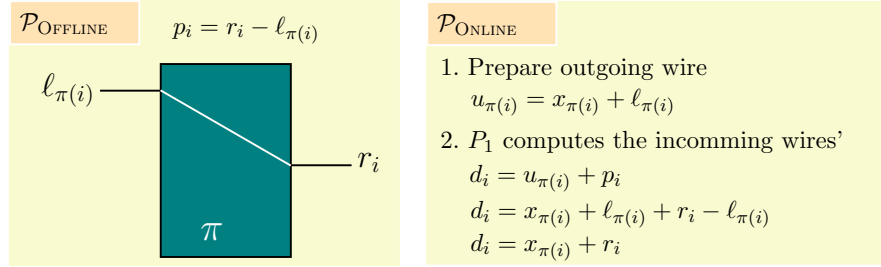 𝒫_OFFLINE
p_i = r_i − ℓ_π(i)
ℓ_π(i)
r_i
π
𝒫_ONLINE
1. Prepare outgoing wire
u_π(i) = x_π(i) + ℓ_π(i)
2. P_1 computes the incomming wires’
d_i = u_π(i) + p_i
d_i = x_π(i) + ℓ_π(i) + r_i − ℓ_π(i)
d_i = x_π(i) + r_i